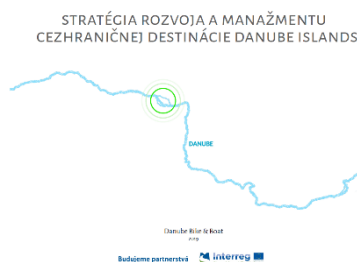 STRATÉGIA ROZVOJA A MANAŽMENTU
CEZHRANIČNEJ DESTINÁCIE DANUBE ISLANDS
DANUBE
Danube Bike & Boat
Budujeme partnerstvá Interreg